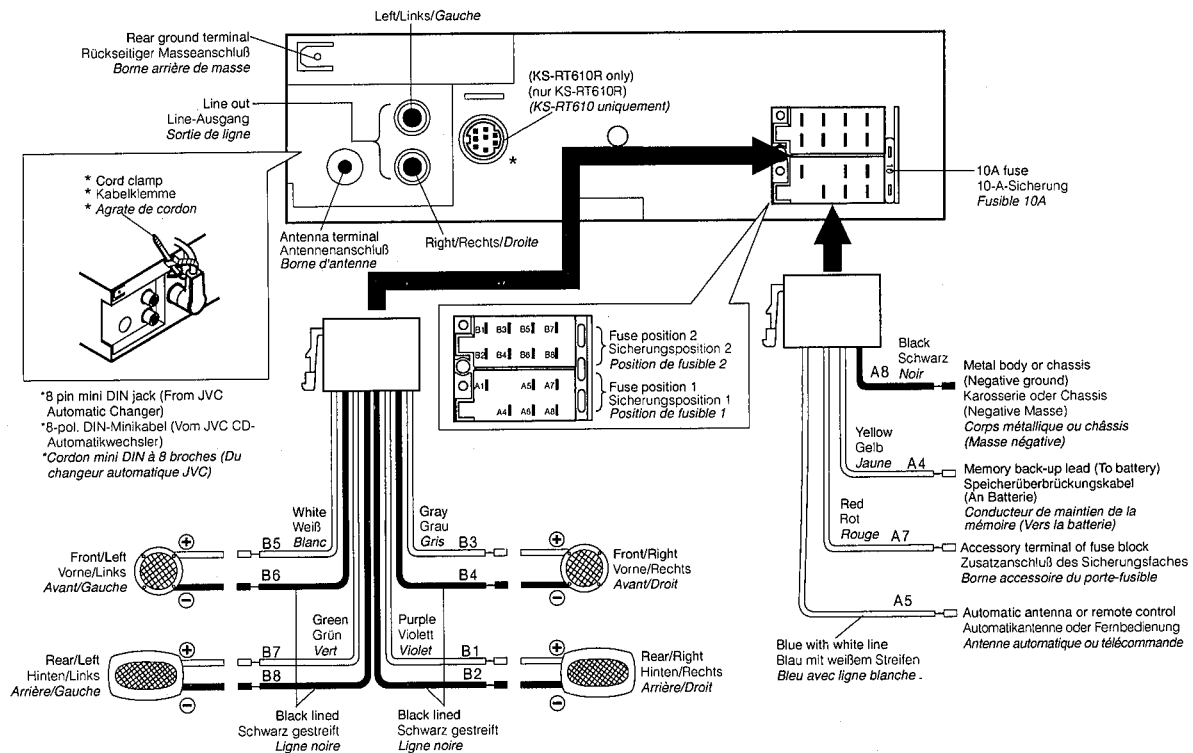 Left/Links/Gauche
Rear ground terminal
Rückseitiger Masseanschluß
Borne arrière de masse
Line out
Line-Ausgang
Sortie de ligne
(KS-RT610R only)
(nur KS-RT610R)
(KS-RT610 uniquement)
*
10
10A fuse
10-A-Sicherung
Fusible 10A
* Cord clamp
* Kabelklemme
* Agrate de cordon
Antenna terminal
Antennenanschluß
Borne d'antenne
Right/Rechts/Droite
*8 pin mini DIN jack (From JVC
Automatic Changer)
*8-pol. DIN-Minikabel (Vom JVC CD-
Automatikwechsler)
*Cordon mini DIN à 8 broches (Du
changeur automatique JVC)
B1 B3 B5 B7
B2 B4 B6 B8
A1 A5 A7
A4 A6 A8
Fuse position 2
Sicherungsposition 2
Position de fusible 2
Fuse position 1
Sicherungsposition 1
Position de fusible 1
Black
Schwarz
Noir
A8
Metal body or chassis
(Negative ground)
Karosserie oder Chassis
(Negative Masse)
Corps métallique ou châssis
(Masse négative)
Yellow
Gelb
Jaune
A4
Memory back-up lead (To battery)
Speicherüberbrückungskabel
(An Batterie)
Conducteur de maintien de la
mémoire (Vers la batterie)
Red
Rot
Rouge
A7
Accessory terminal of fuse block
Zusatzanschluß des Sicherungsfaches
Borne accessoire du porte-fusible
A5
Automatic antenna or remote control
Automatikantenne oder Fernbedienung
Antenne automatique ou télécommande
Blue with white line
Blau mit weißem Streifen
Bleu avec ligne blanche .
White
Weiß
Blanc
Gray
Grau
Gris
Front/Left
Vorne/Links
Avant/Gauche
+
−
B5
B6
B3
B4
+
−
Front/Right
Vorne/Rechts
Avant/Droit
Green
Grün
Vert
Purple
Violett
Violet
Rear/Left
Hinten/Links
Arrière/Gauche
+
−
B7
B8
B1
B2
+
−
Rear/Right
Hinten/Rechts
Arrière/Droit
Black lined
Schwarz gestreift
Ligne noire
Black lined
Schwarz gestreift
Ligne noire